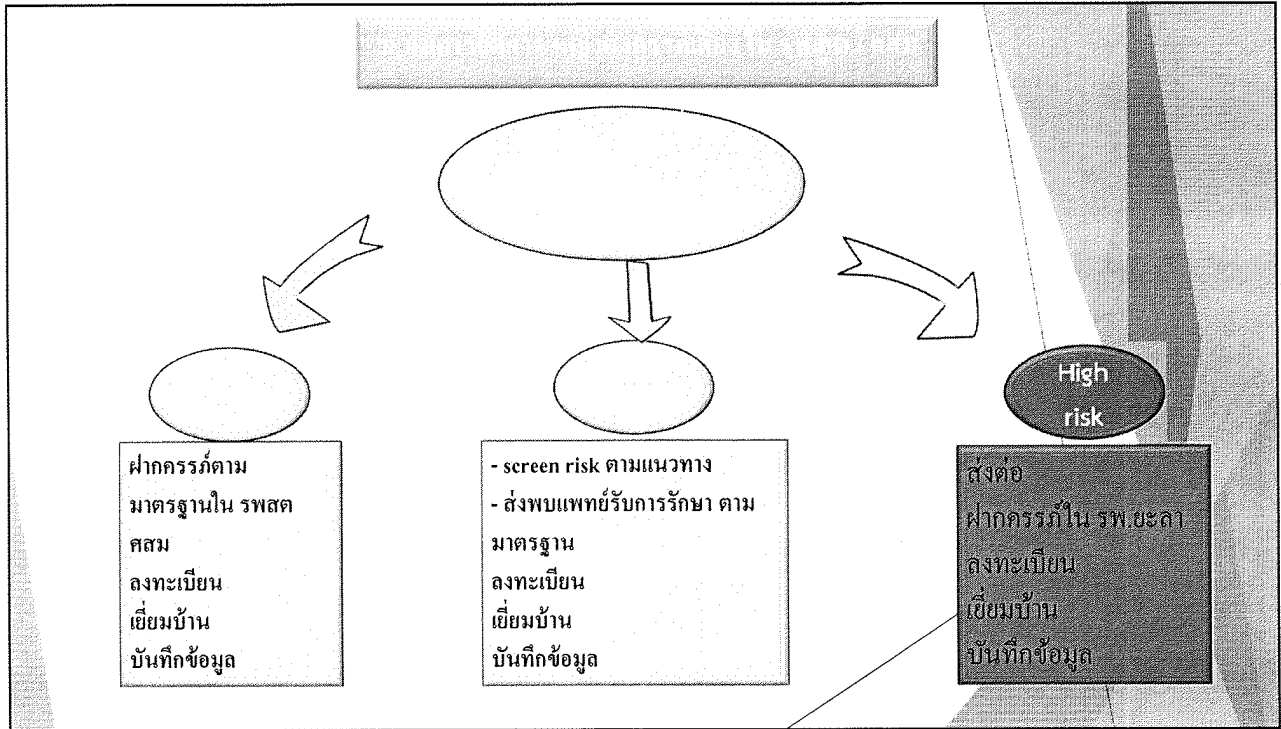 High
risk
ฝากครรภ์ตาม
มาตรฐานใน รพสต
ศสม
ลงทะเบียน
เยี่ยมบ้าน
บันทึกข้อมูล
- screen risk ตามแนวทาง
- ส่งพบแพทย์รับการรักษา ตาม
มาตรฐาน
ลงทะเบียน
เยี่ยมบ้าน
บันทึกข้อมูล
ส่งต่อ
ฝากครรภ์ใน รพ.ยะลา
ลงทะเบียน
เยี่ยมบ้าน
บันทึกข้อมูล